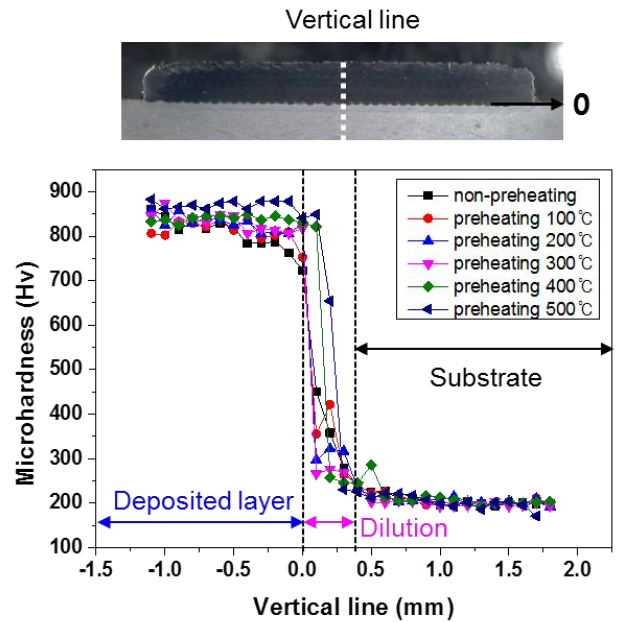 Vertical line
0
900
800
700
600
500
400
300
200
100
Microhardness (Hv)
non-preheating
preheating 100℃
preheating 200℃
preheating 300℃
preheating 400℃
preheating 500℃
Substrate
Deposited layer
Dilution
-1.5 -1.0 -0.5 0.0 0.5 1.0 1.5 2.0
Vertical line (mm)